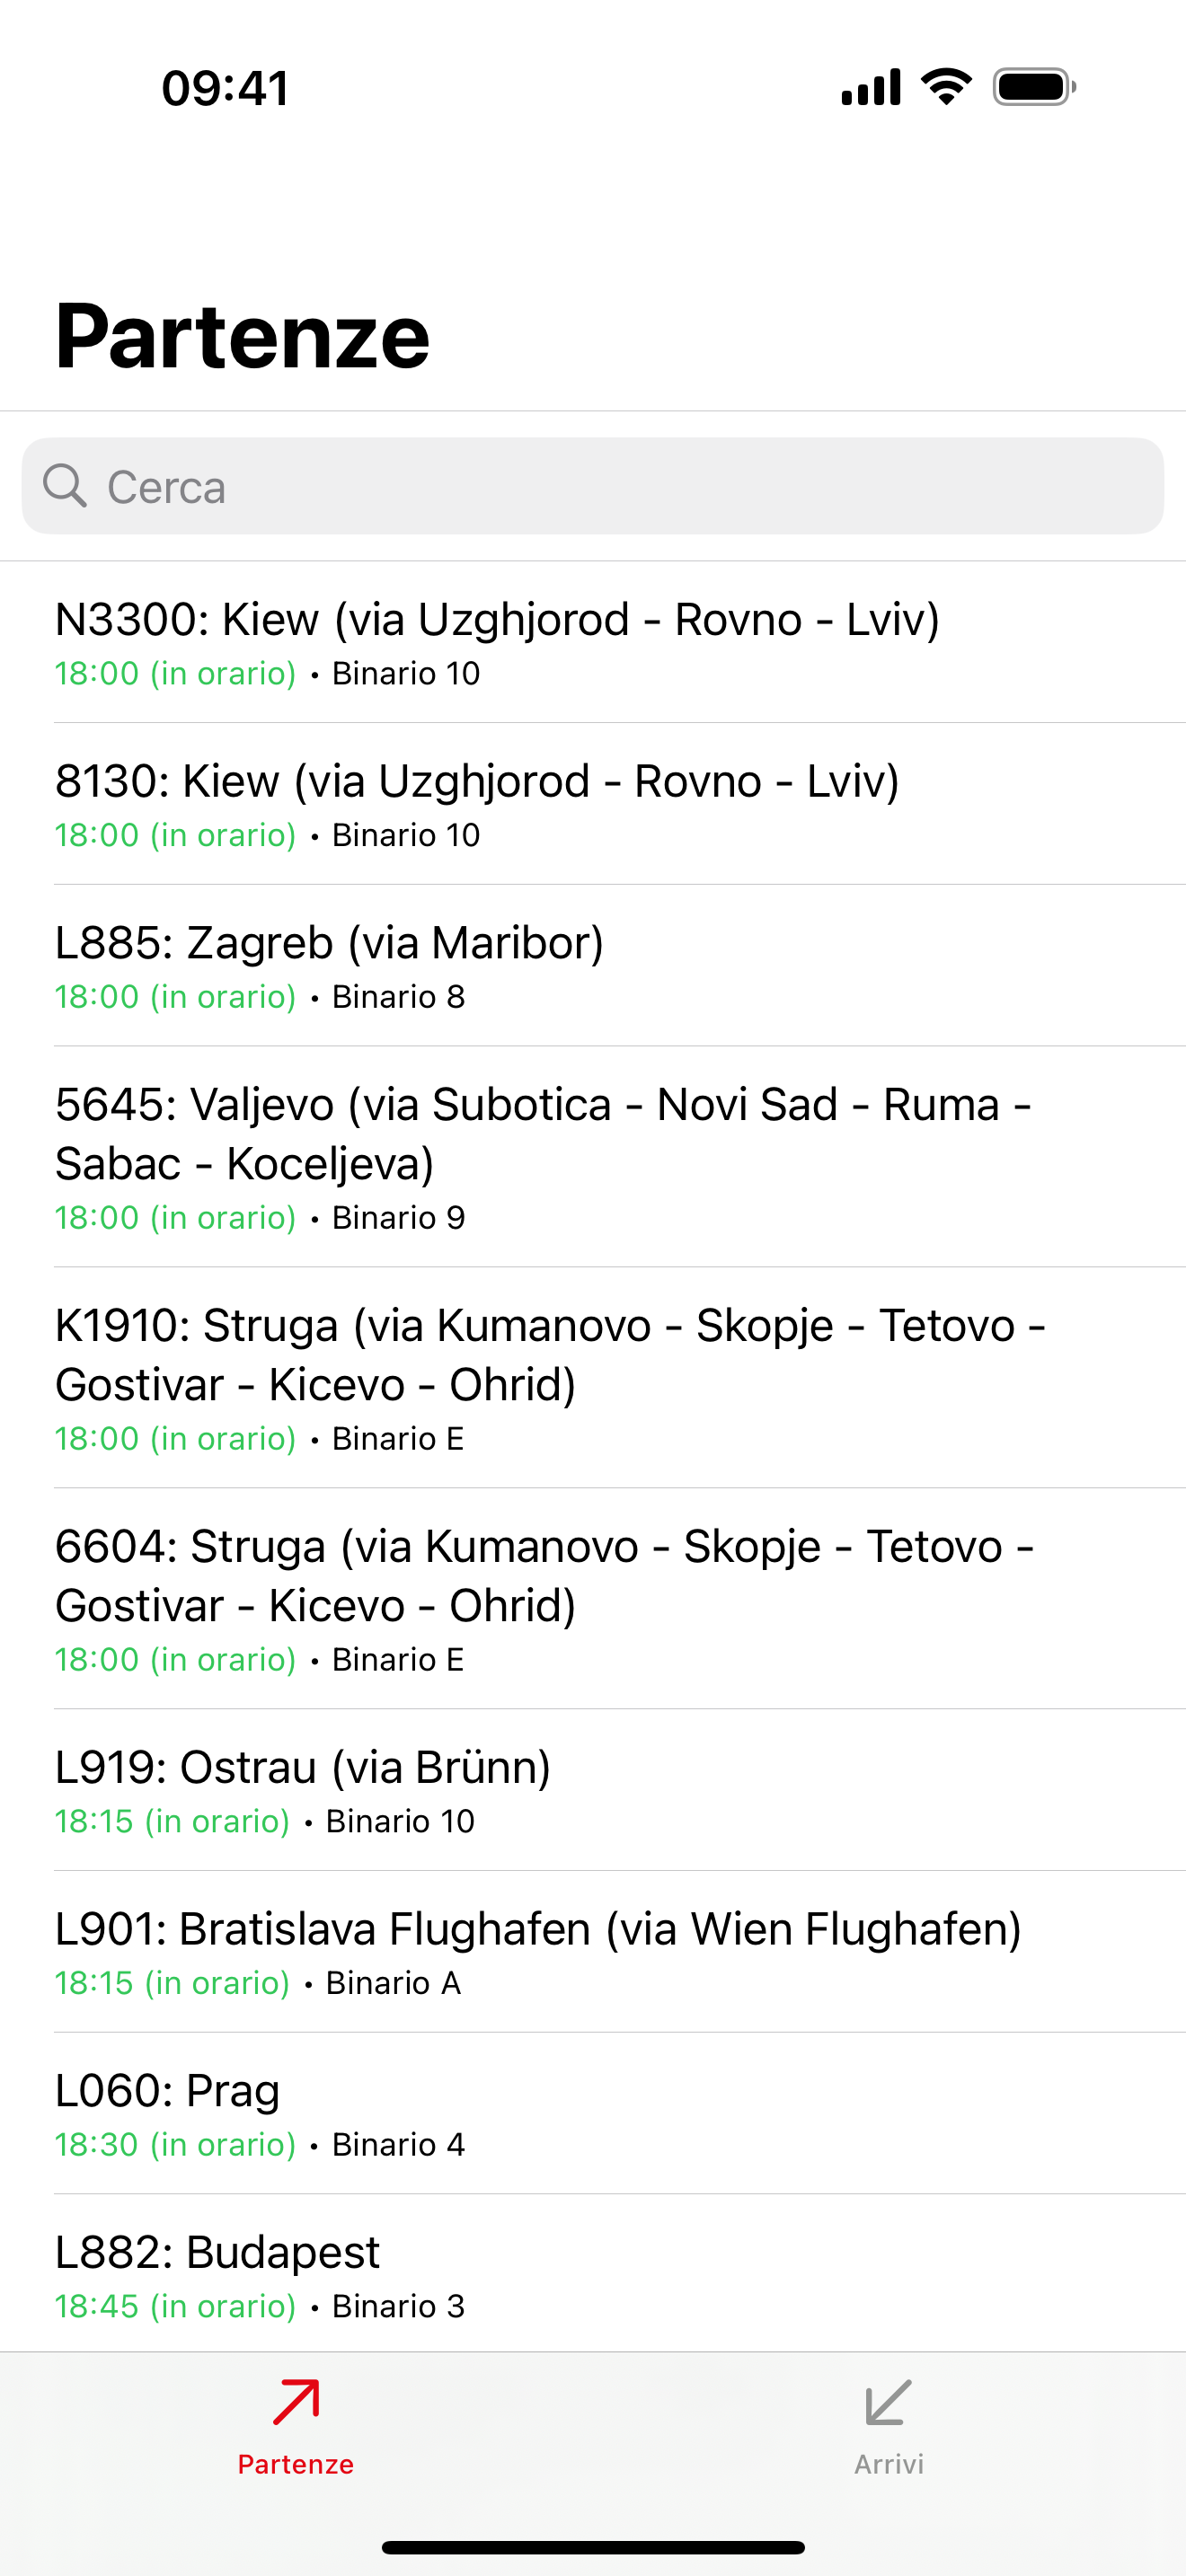 09:41
Partenze
Cerca
N3300: Kiew (via Uzghjorod - Rovno - Lviv)
18:00 (in orario) • Binario 10
8130: Kiew (via Uzghjorod - Rovno - Lviv)
18:00 (in orario) • Binario 10
L885: Zagreb (via Maribor)
18:00 (in orario) • Binario 8
5645: Valjevo (via Subotica - Novi Sad - Ruma -
Sabac - Koceljeva)
18:00 (in orario) • Binario 9
K1910: Struga (via Kumanovo - Skopje - Tetovo -
Gostivar - Kicevo - Ohrid)
18:00 (in orario) • Binario E
6604: Struga (via Kumanovo - Skopje - Tetovo -
Gostivar - Kicevo - Ohrid)
18:00 (in orario) • Binario E
L919: Ostrau (via Brünn)
18:15 (in orario) • Binario 10
L901: Bratislava Flughafen (via Wien Flughafen)
18:15 (in orario) • Binario A
L060: Prag
18:30 (in orario) • Binario 4
L882: Budapest
18:45 (in orario) • Binario 3
Partenze
Arrivi